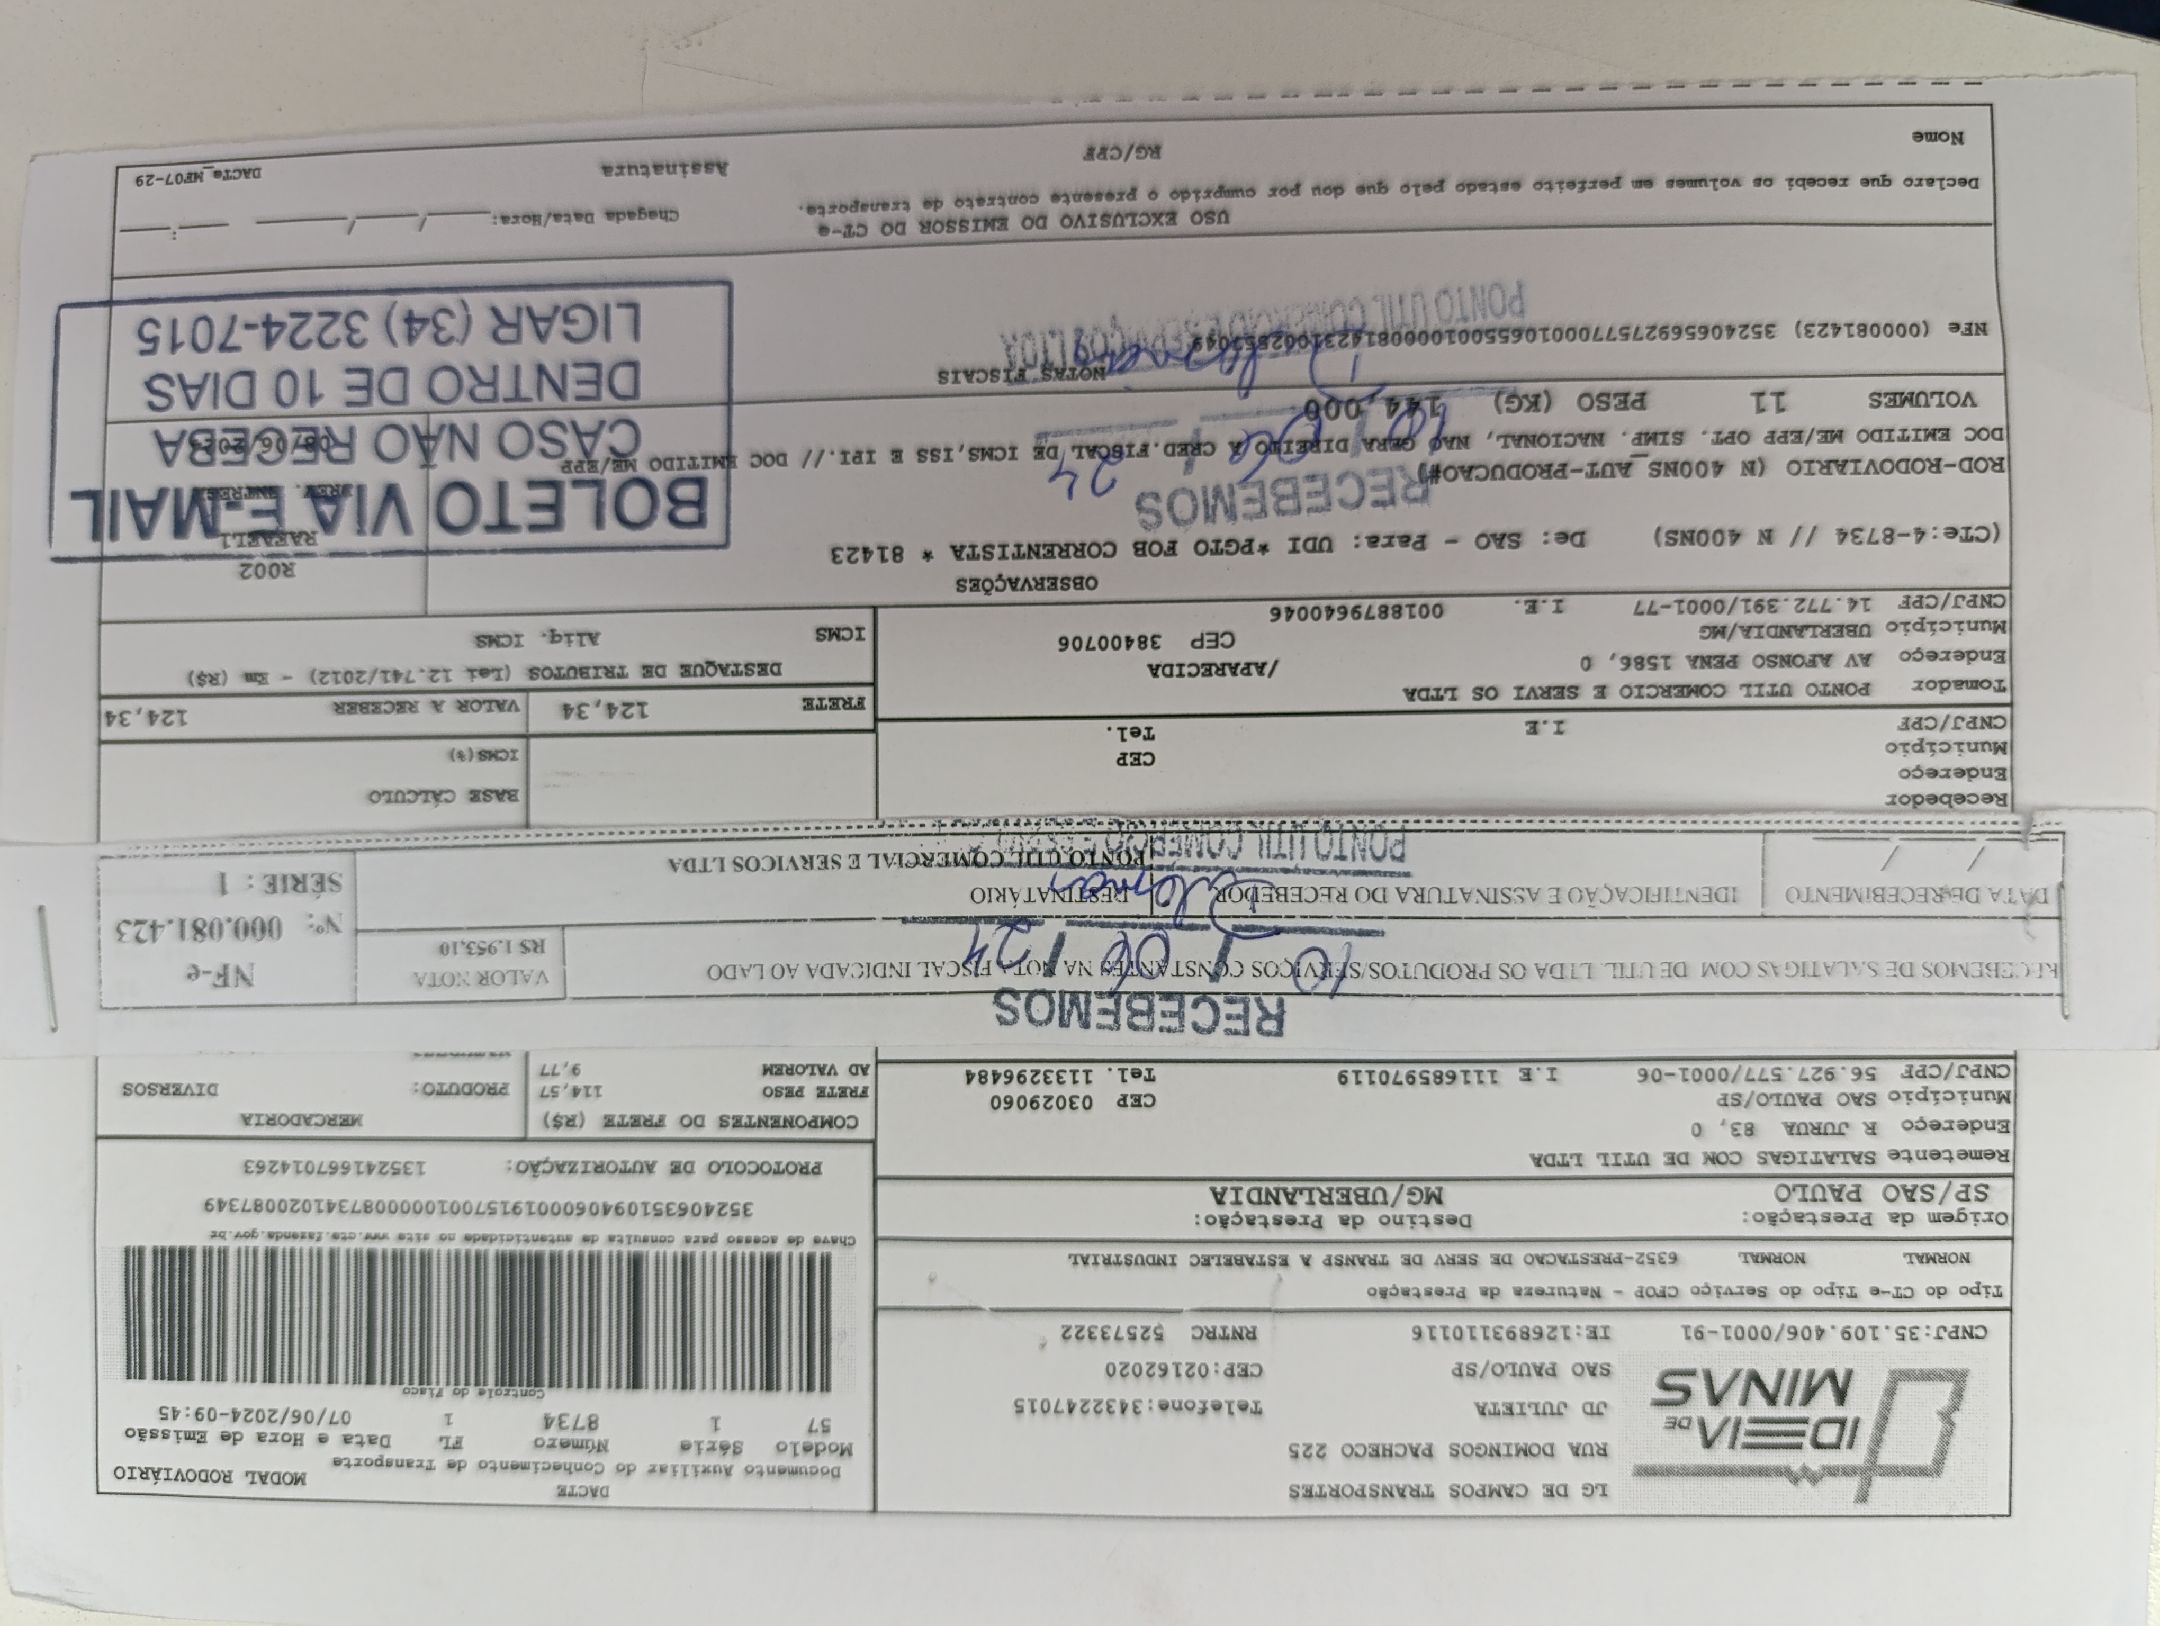 IDEIA DE
MINAS
LG DE CAMPOS TRANSPORTES
RUA DOMINGOS PACHECO 225
JD JULIETA Telefone:3432247015
SAO PAULO/SP CEP:02162020
CNPJ:35.109.406/0001-91 IE:126893110116 RNTRC 52573322
DACTE
Documento Auxiliar do Conhecimento de Transporte
MODAL RODOVIÁRIO
Modelo Série Número FL Data e Hora de Emissão
57 1 8734 1 07/06/2024-09:45
Controle do Fisco
Chave de acesso para consulta de autenticidade no site www.cte.fazenda.gov.br
35240635109406000191570010000087341020087349
PROTOCOLO DE AUTORIZAÇÃO: 135241667014263
Tipo do CT-e Tipo do Serviço CFOP - Natureza da Prestação
NORMAL NORMAL 6352-PRESTACAO DE SERV DE TRANSP A ESTABELEC INDUSTRIAL
Origem da Prestação: Destino da Prestação:
SP/SAO PAULO MG/UBERLANDIA
Remetente SALATIGAS COM DE UTIL LTDA
Endereço R JURUA 83, 0
Município SAO PAULO/SP CEP 03029060
CNPJ/CPF 56.927.577/0001-06 I.E 111685970119 Tel. 1133296484
COMPONENTES DO FRETE (R$) MERCADORIA
FRETE PESO 114,57 PRODUTO: DIVERSOS
AD VALOREM 9,77
RECEBEMOS
RECEBEMOS DE SALATIGAS COM DE UTIL LTDA OS PRODUTOS/SERVIÇOS CONSTANTES NA NOTA FISCAL INDICADA AO LADO
10 / 06 / 24
VALOR NOTA
R$ 1.953,10
NF-e
Nº: 000.081.423
SÉRIE: 1
DATA DE RECEBIMENTO IDENTIFICAÇÃO E ASSINATURA DO RECEBEDOR DESTINATÁRIO
PONTO UTIL COMERCIAL E SERVICOS LTDA
PONTO UTIL COMERCIO E
Recebedor
Endereço
Município CEP
CNPJ/CPF I.E Tel.
BASE CÁLCULO
ICMS(%)
Tomador PONTO UTIL COMERCIO E SERVI OS LTDA
Endereço AV AFONSO PENA 1586, 0 /APARECIDA
Município UBERLANDIA/MG CEP 38400706
CNPJ/CPF 14.772.391/0001-77 I.E. 0018879640046
FRETE 124,34 VALOR A RECEBER 124,34
DESTAQUE DE TRIBUTOS (Lei 12.741/2012) - Em (R$)
ICMS Aliq. ICMS
OBSERVAÇÕES
(CTe:4-8734 // N 400NS) De: SAO - Para: UDI *PGTO FOB CORRENTISTA * 81423
ROD-RODOVIARIO (N 400NS_AUT-PRODUCAO#)
DOC EMITIDO ME/EPP OPT. SIMP. NACIONAL, NAO GERA DIREITO A CRED.FISCAL DE ICMS,ISS E IPI.// DOC EMITIDO ME/EPP
R002
RAFAEL1
PREV. ENTREGA
RECEBEMOS
10 / 06 / 24
VOLUMES 11 PESO (KG) 144,000
NOTAS FISCAIS
NFe (000081423) 35240656927577000106550010000814231002857049
PONTO UTIL COMERCIO E SERVIÇOS LTDA
BOLETO VIA E-MAIL
CASO NÃO RECEBA
DENTRO DE 10 DIAS
LIGAR (34) 3224-7015
USO EXCLUSIVO DO EMISSOR DO CT-e
Declaro que recebi os volumes em perfeito estado pelo que dou por cumprido o presente contrato de transporte.
Chegada Data/Hora: / / :
Nome RG/CPF Assinatura
DACTe_MF07-29